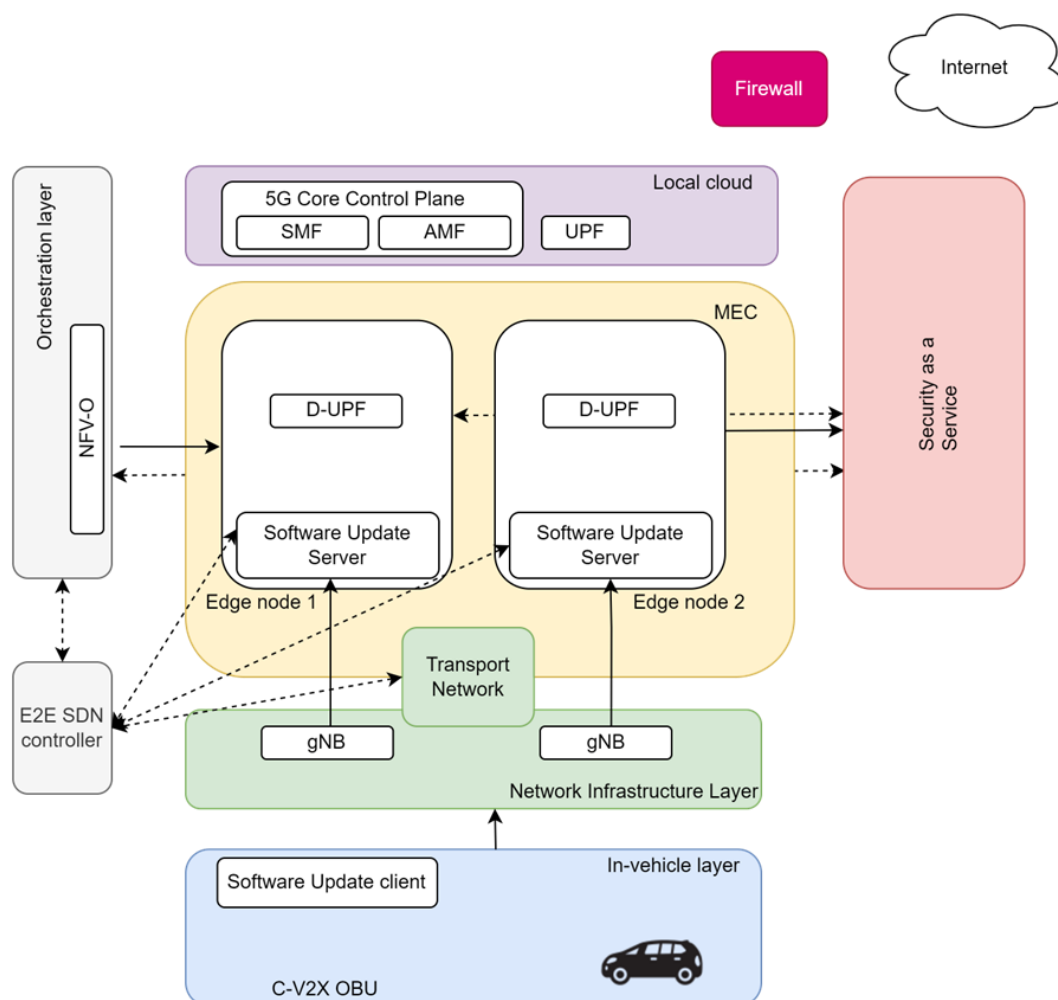 Internet
Firewall
Orchestration layer
NFV-O
Local cloud
5G Core Control Plane
SMF
AMF
UPF
MEC
D-UPF
D-UPF
Software Update
Server
Software Update
Server
Edge node 1
Edge node 2
Security as a
Service
Transport
Network
E2E SDN
controller
gNB
gNB
Network Infrastructure Layer
In-vehicle layer
Software Update client
C-V2X OBU